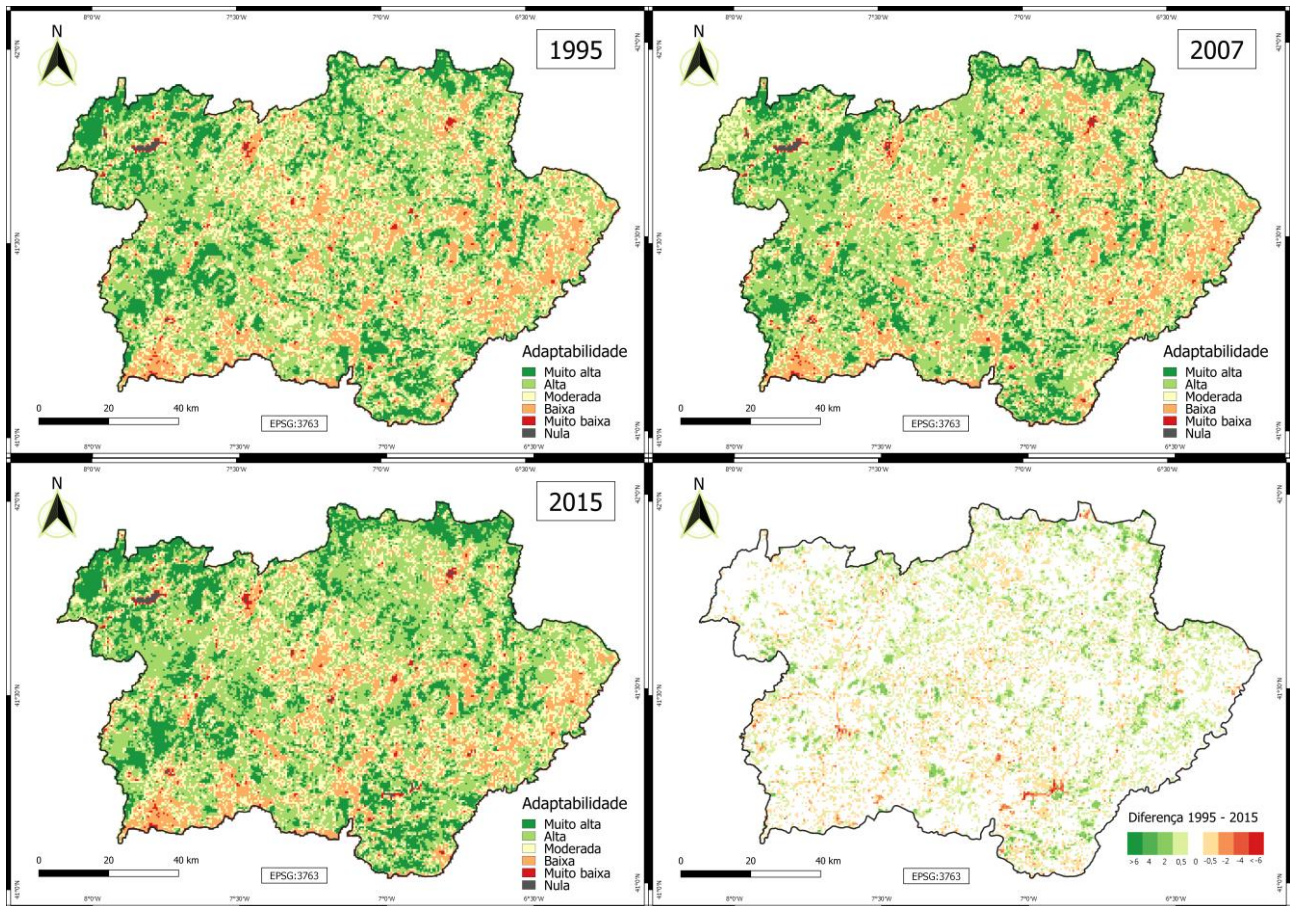 8°0'W 7°30'W 7°0'W 6°30'W
42°0'N
N
1995
41°30'N
Adaptabilidade
Muito alta
Alta
Moderada
Baixa
Muito baixa
Nula
0 20 40 km
EPSG:3763
41°0'N
8°0'W 7°30'W 7°0'W 6°30'W
8°0'W 7°30'W 7°0'W 6°30'W
42°0'N
N
2007
41°30'N
Adaptabilidade
Muito alta
Alta
Moderada
Baixa
Muito baixa
Nula
0 20 40 km
EPSG:3763
41°0'N
8°0'W 7°30'W 7°0'W 6°30'W
42°0'N
N
2015
41°30'N
Adaptabilidade
Muito alta
Alta
Moderada
Baixa
Muito baixa
Nula
0 20 40 km
EPSG:3763
41°0'N
42°0'N
N
41°30'N
Diferença 1995 - 2015
>6 4 2 0,5 0 -0,5 -2 -4 <-6
0 20 40 km
EPSG:3763
41°0'N